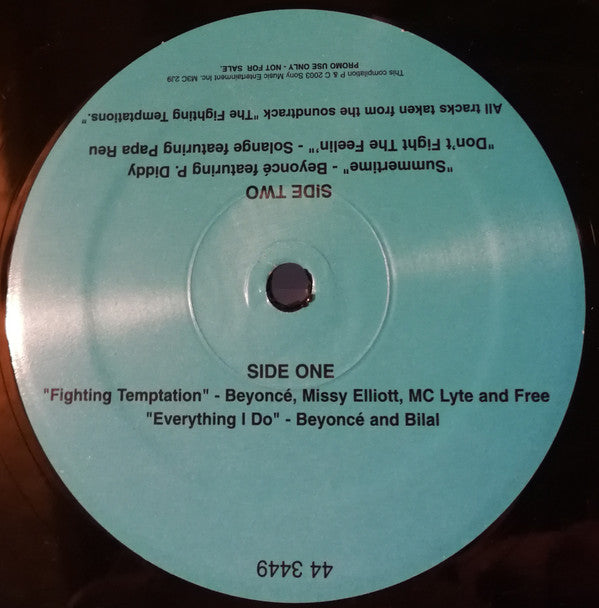 SIDE ONE
"Fighting Temptation" - Beyoncé, Missy Elliott, MC Lyte and Free
"Everything I Do" - Beyoncé and Bilal
44 3449
SIDE TWO
"Summertime" - Beyoncé featuring P. Diddy
"Don't Fight The Feelin'" - Solange featuring Papa Reu
All tracks taken from the soundtrack "The Fighting Temptations."
This compilation P & C 2003 Sony Music Entertainment Inc. M3C 2J9
PROMO USE ONLY - NOT FOR SALE.